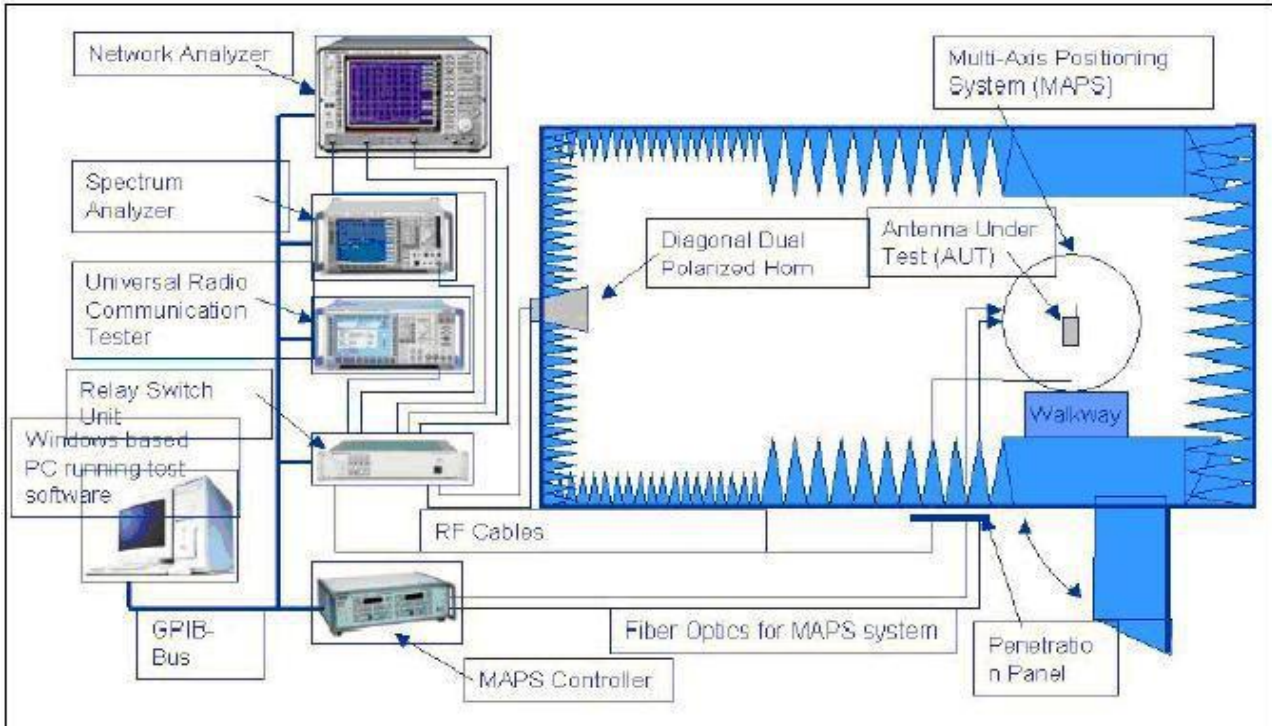 Network Analyzer
Multi-Axis Positioning
System (MAPS)
Spectrum
Analyzer
Diagonal Dual
Polarized Horn
Antenna Under
Test (AUT)
Universal Radio
Communication
Tester
Relay Switch
Unit
Walkway
Windows based
PC running test
software
RF Cables
GPIB-
Bus
Fiber Optics for MAPS system
Penetratio
n Panel
MAPS Controller